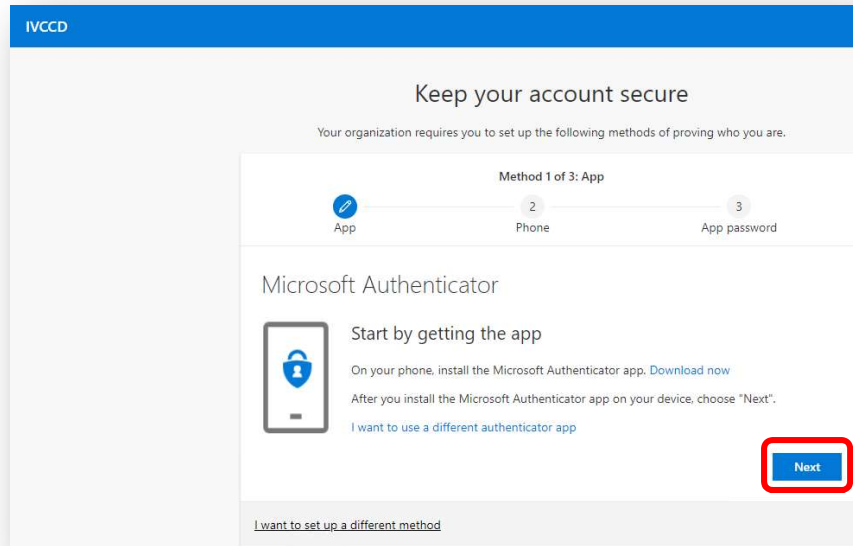 IVCCD
Keep your account secure
Your organization requires you to set up the following methods of proving who you are.
Method 1 of 3: App
2
3
App
Phone
App password
Microsoft Authenticator
Start by getting the app
On your phone, install the Microsoft Authenticator app. Download now
After you install the Microsoft Authenticator app on your device, choose "Next".
I want to use a different authenticator app
Next
I want to set up a different method